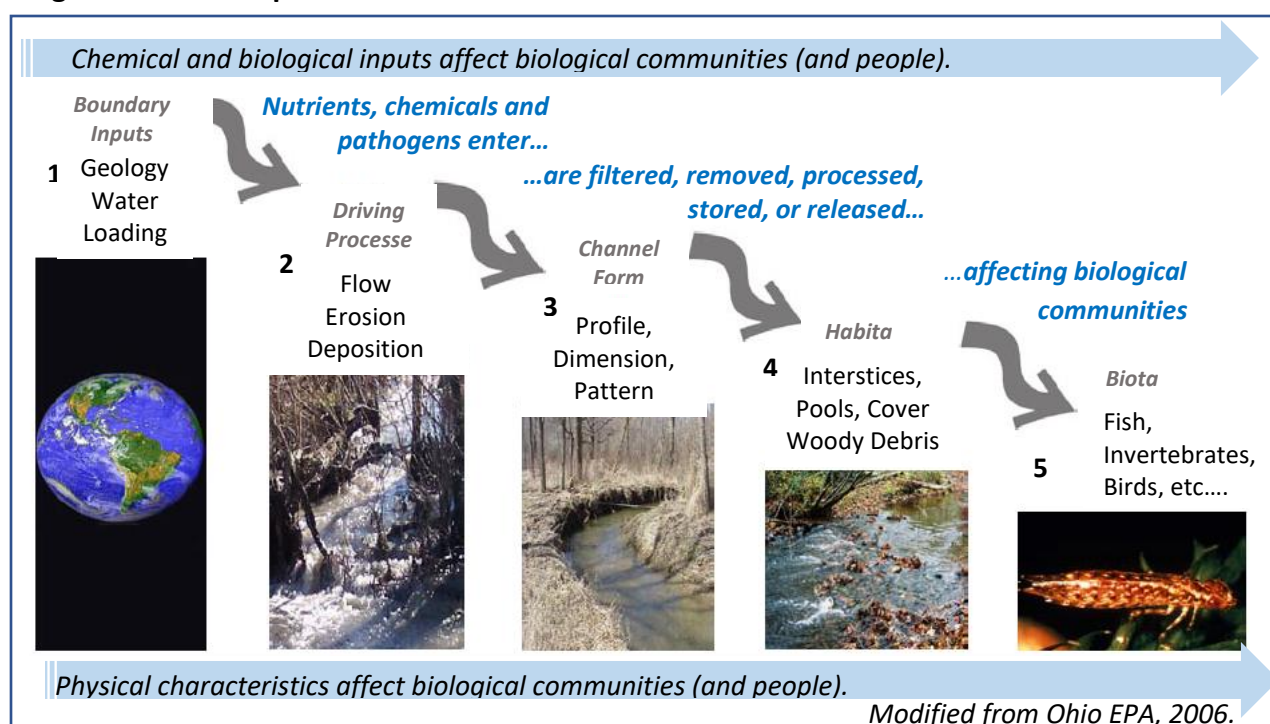 Chemical and biological inputs affect biological communities (and people).
Boundary
Inputs
1
Geology
Water
Loading
Nutrients, chemicals and
pathogens enter…
Driving
Processe
2
Flow
Erosion
Deposition
…are filtered, removed, processed,
stored, or released…
Channel
Form
3
Profile,
Dimension,
Pattern
Habita
4
Interstices,
Pools, Cover
Woody Debris
…affecting biological
communities
Biota
5
Fish,
Invertebrates,
Birds, etc….
Physical characteristics affect biological communities (and people).
Modified from Ohio EPA, 2006.